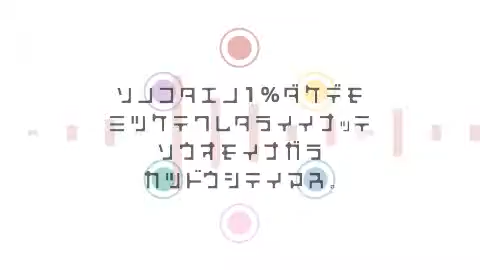 ソノコタエノ1%ダケデモ
ミツケテクレタライイナッテ
ソウオモイナガラ
カツドウシテイマス。